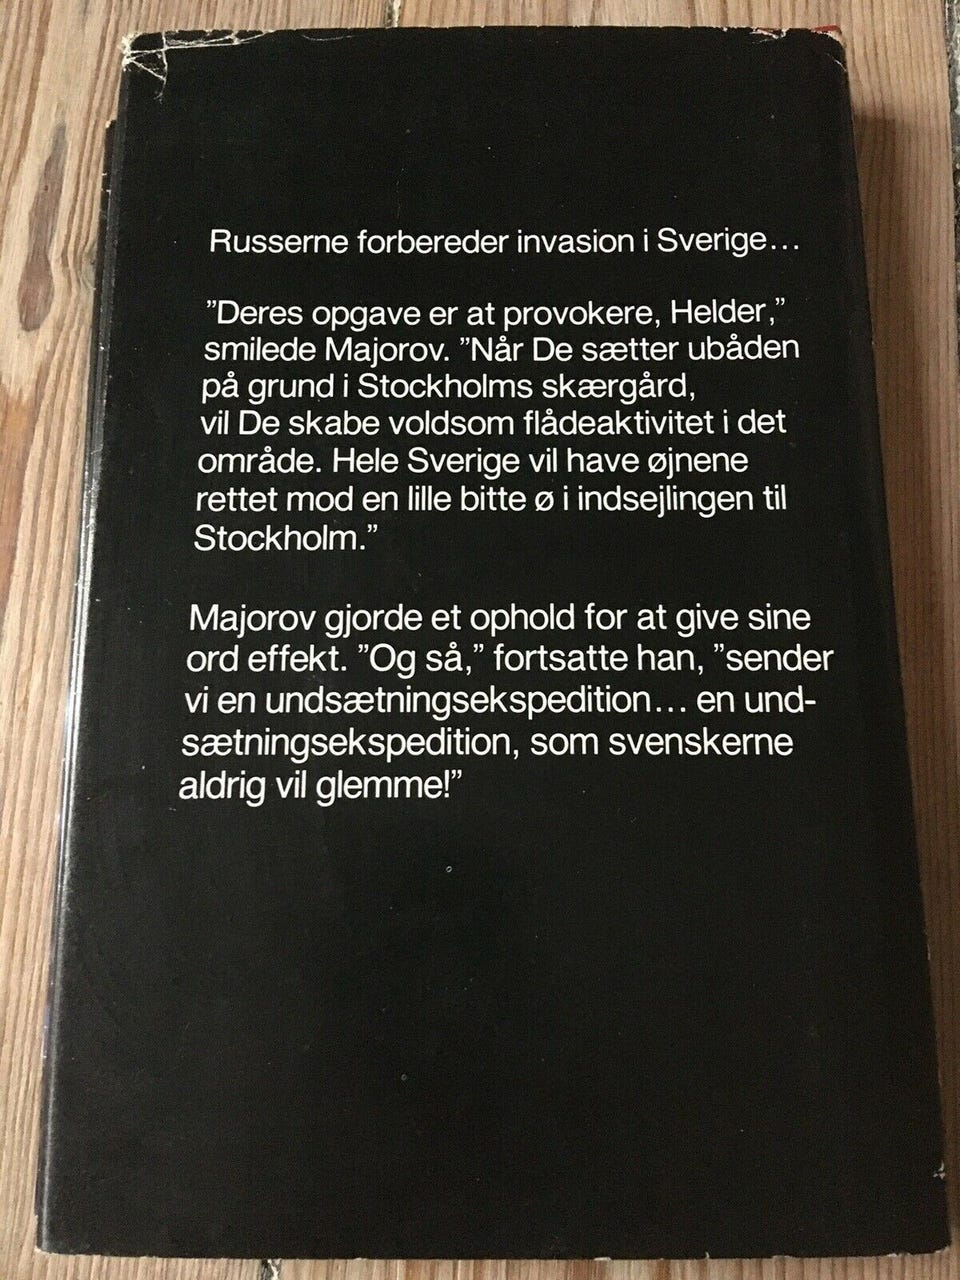 Russerne forbereder invasion i Sverige...
”Deres opgave er at provokere, Helder,”
smilede Majorov. ”Når De sætter ubåden
på grund i Stockholms skærgård,
vil De skabe voldsom flådeaktivitet i det
område. Hele Sverige vil have øjnene
rettet mod en lille bitte ø i indsejlingen til
Stockholm.”
Majorov gjorde et ophold for at give sine
ord effekt. ”Og så,” fortsatte han, ”sender
vi en undsætningsekspedition... en und-
sætningsekspedition, som svenskerne
aldrig vil glemme!”